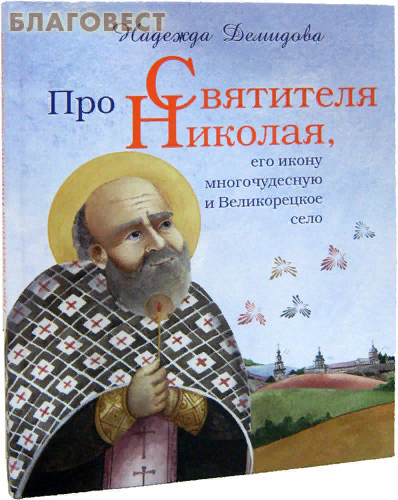 БЛАГОВЕСТ
Надежда Демидова
Про Святителя
Николая,
его икону
многочудесную
и Великорецкое
село